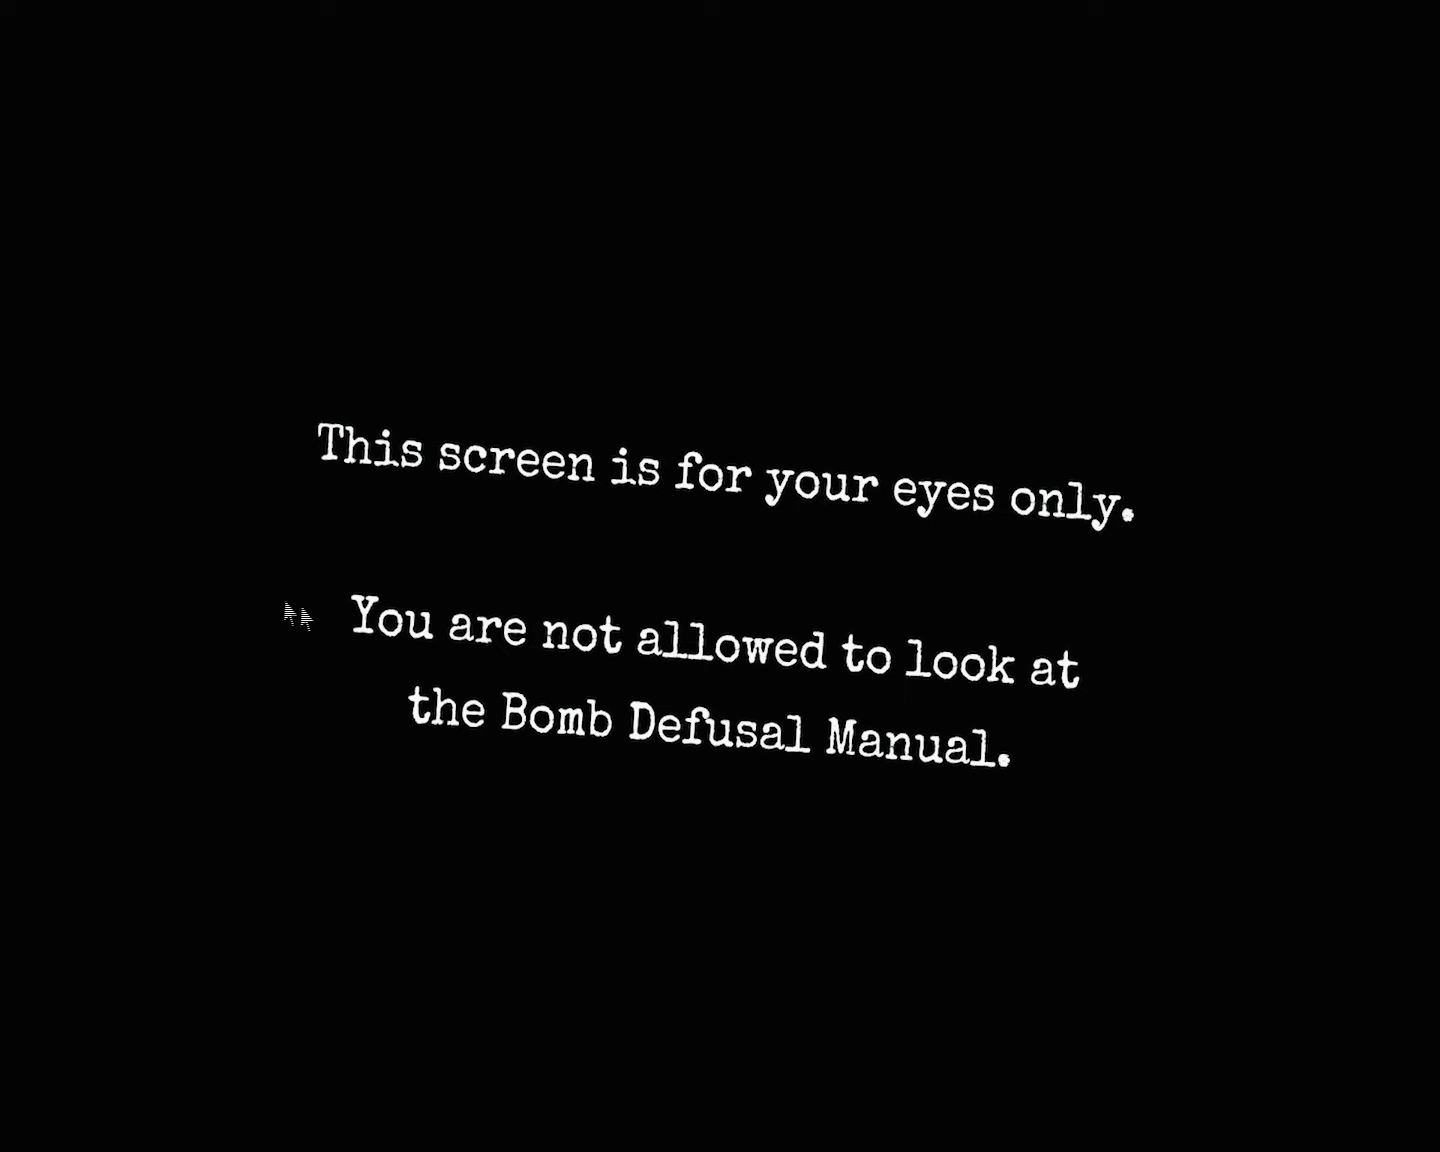 This screen is for your eyes only.
You are not allowed to look at
the Bomb Defusal Manual.